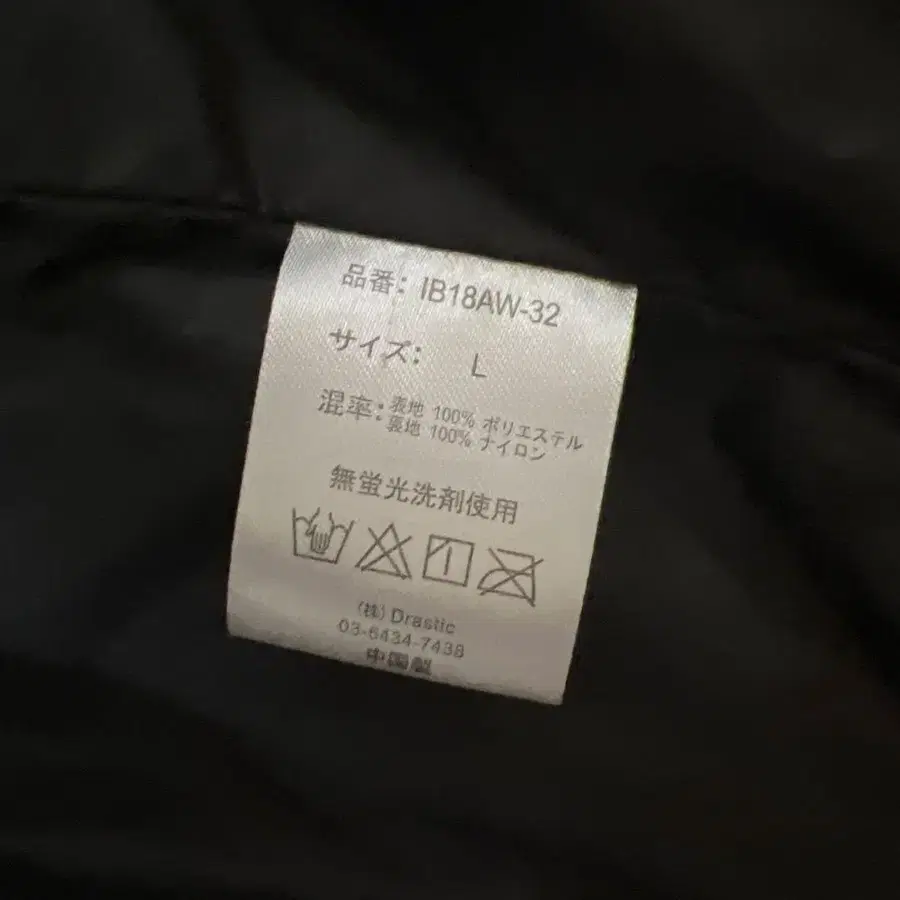 品番: IB18AW-32
サイズ: L
混率: 表地 100% ポリエステル
裏地 100% ナイロン
無蛍光洗剤使用
(株) Drastic
03-6434-7438
中国製